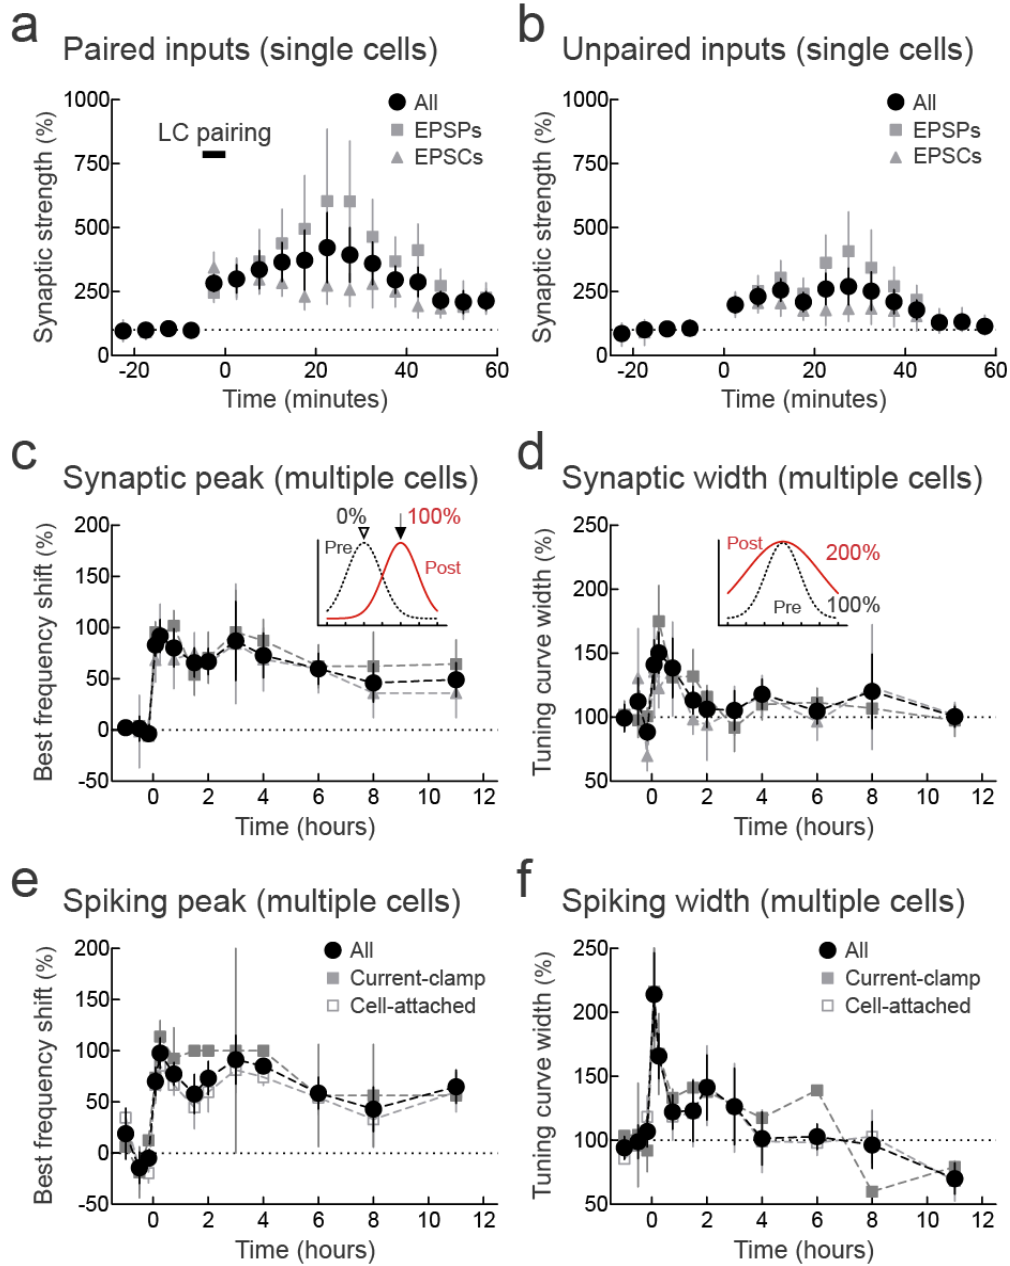 a Paired inputs (single cells)
Synaptic strength (%)
1000
750
500
250
0
LC pairing
All
EPSPs
EPSCs
-20 0 20 40 60
Time (minutes)
b Unpaired inputs (single cells)
Synaptic strength (%)
1000
750
500
250
0
All
EPSPs
EPSCs
-20 0 20 40 60
Time (minutes)
c Synaptic peak (multiple cells)
Best frequency shift (%)
200
150
100
50
0
-50
0% 100%
Pre
Post
0 2 4 6 8 10 12
Time (hours)
d Synaptic width (multiple cells)
Tuning curve width (%)
250
200
150
100
50
Post
200%
Pre
100%
0 2 4 6 8 10 12
Time (hours)
e Spiking peak (multiple cells)
Best frequency shift (%)
200
150
100
50
0
-50
All
Current-clamp
Cell-attached
0 2 4 6 8 10 12
Time (hours)
f Spiking width (multiple cells)
Tuning curve width (%)
250
200
150
100
50
All
Current-clamp
Cell-attached
0 2 4 6 8 10 12
Time (hours)